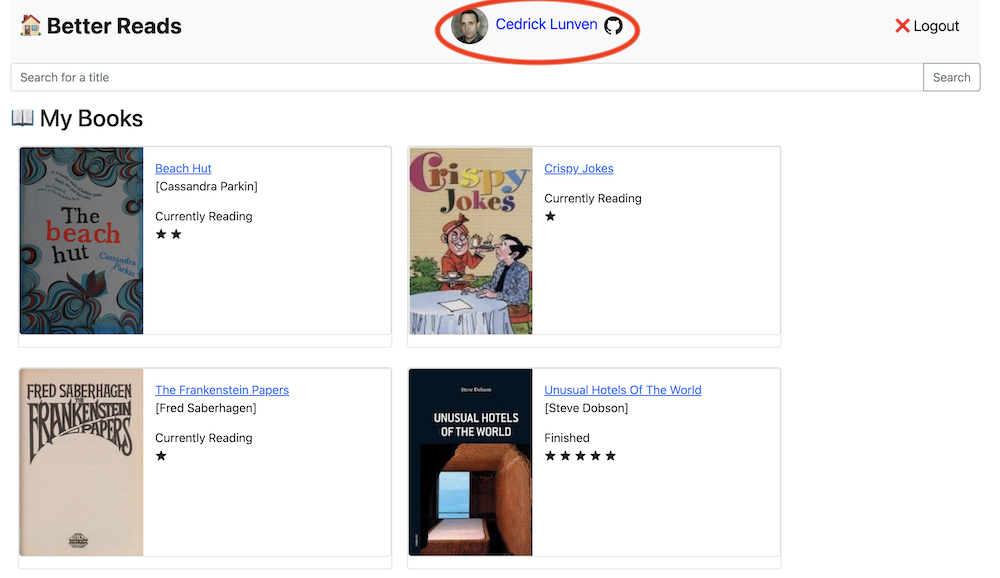 Better Reads
Cedrick Lunven
Logout
Search for a title
Search
My Books
The
beach
hut
Cassandra
Parkin
Beach Hut
[Cassandra Parkin]
Currently Reading
★ ★
Crispy
Jokes
Crispy Jokes
Currently Reading
★
FRED SABERHAGEN
THE
FRANKENSTEIN
PAPERS
The Frankenstein Papers
[Fred Saberhagen]
Currently Reading
★
Steve Dobson
UNUSUAL HOTELS
OF THE WORLD
Unusual Hotels Of The World
[Steve Dobson]
Finished
★ ★ ★ ★ ★